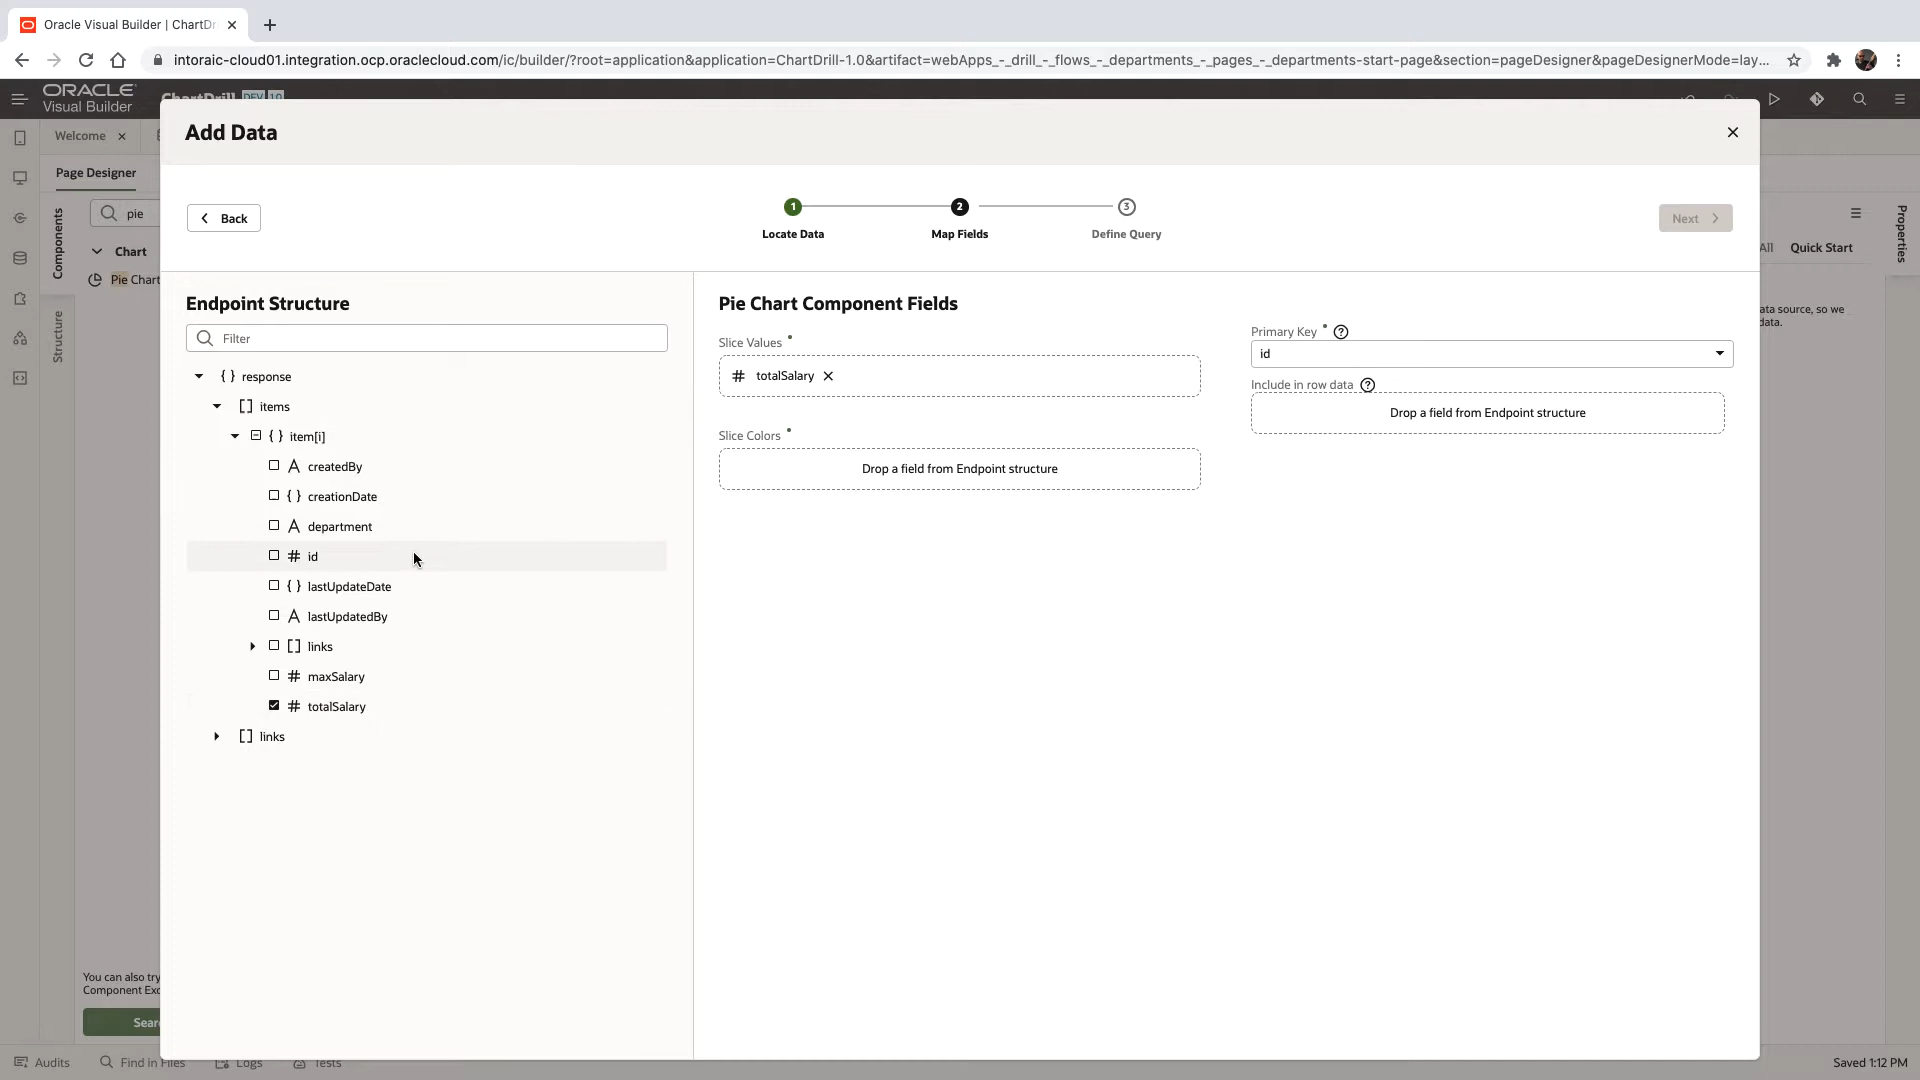 Oracle Visual Builder | ChartDr
intoraic-cloud01.integration.ocp.oraclecloud.com/ic/builder/?root=application&application=ChartDrill-1.0&artifact=webApps_-_drill_-_flows_-_departments_-_pages_-_departments-start-page&section=pageDesigner&pageDesignerMode=lay...
ORACLE
Visual Builder
ChartDrill DEV 1.0
Welcome
Add Data
Page Designer
Back
1
2
3
Locate Data
Map Fields
Define Query
Next
pie
Components
Structure
Chart
Pie Chart
All
Quick Start
Properties
ata source, so we
data.
Endpoint Structure
Filter
{ } response
[ ] items
{ } item[i]
A createdBy
{ } creationDate
A department
# id
{ } lastUpdateDate
A lastUpdatedBy
[ ] links
# maxSalary
# totalSalary
[ ] links
Pie Chart Component Fields
Slice Values *
# totalSalary
Slice Colors *
Drop a field from Endpoint structure
Primary Key * ?
id
Include in row data ?
Drop a field from Endpoint structure
You can also try
Component Exc
Sear
Audits
Find in Files
Logs
Tests
Saved 1:12 PM